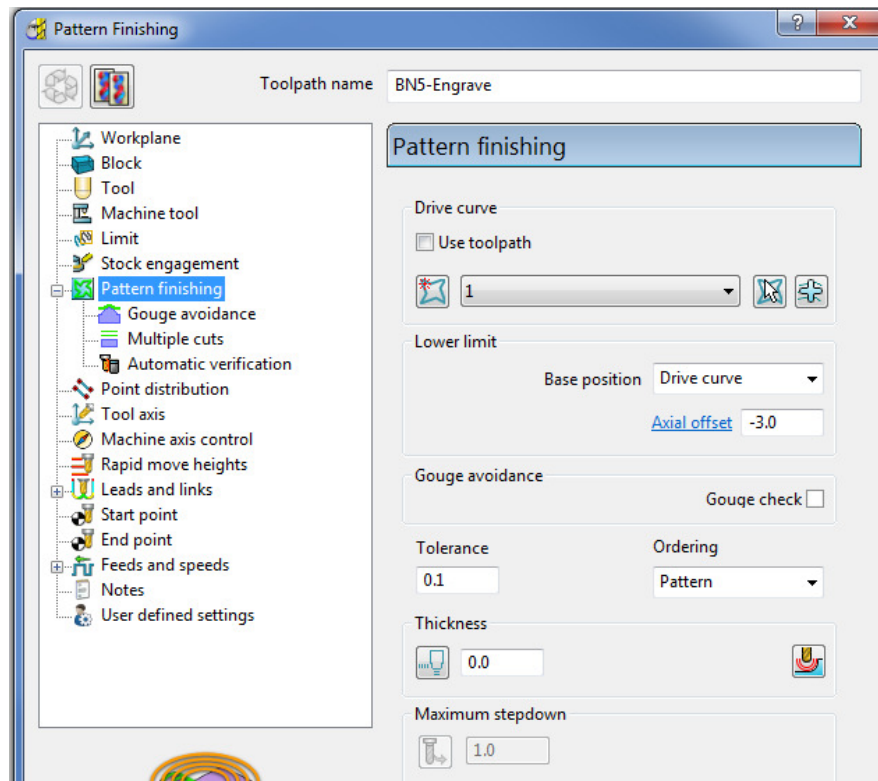 Pattern Finishing
?
Toolpath name BN5-Engrave
Workplane
Block
Tool
Machine tool
Limit
Stock engagement
Pattern finishing
Gouge avoidance
Multiple cuts
Automatic verification
Point distribution
Tool axis
Machine axis control
Rapid move heights
Leads and links
Start point
End point
Feeds and speeds
Notes
User defined settings
Pattern finishing
Drive curve
Use toolpath
1
Lower limit
Base position Drive curve
Axial offset -3.0
Gouge avoidance
Gouge check
Tolerance Ordering
0.1 Pattern
Thickness
0.0
Maximum stepdown
1.0